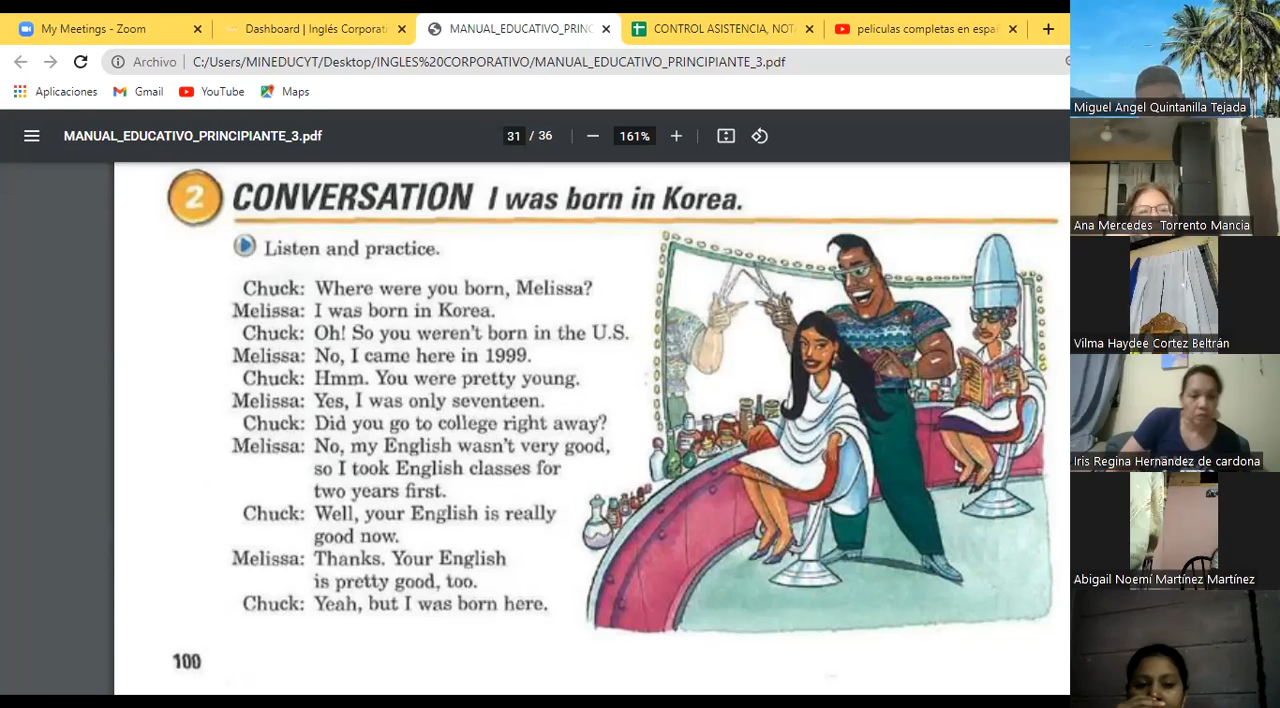 My Meetings - Zoom
Dashboard | Inglés Corporati
MANUAL_EDUCATIVO_PRINC
CONTROL ASISTENCIA, NOT
peliculas completas en espa
Archivo
C:/Users/MINEDUCYT/Desktop/INGLES%20CORPORATIVO/MANUAL_EDUCATIVO_PRINCIPIANTE_3.pdf
Aplicaciones
Gmail
YouTube
Maps
MANUAL_EDUCATIVO_PRINCIPIANTE_3.pdf
31 / 36
161%
2 CONVERSATION I was born in Korea.
Listen and practice.
Chuck: Where were you born, Melissa?
Melissa: I was born in Korea.
Chuck: Oh! So you weren't born in the U.S.
Melissa: No, I came here in 1999.
Chuck: Hmm. You were pretty young.
Melissa: Yes, I was only seventeen.
Chuck: Did you go to college right away?
Melissa: No, my English wasn't very good,
so I took English classes for
two years first.
Chuck: Well, your English is really
good now.
Melissa: Thanks. Your English
is pretty good, too.
Chuck: Yeah, but I was born here.
100
Miguel Angel Quintanilla Tejada
Ana Mercedes Torrento Mancia
Vilma Haydee Cortez Beltrán
Iris Regina Hernandez de cardona
Abigail Noemí Martínez Martínez